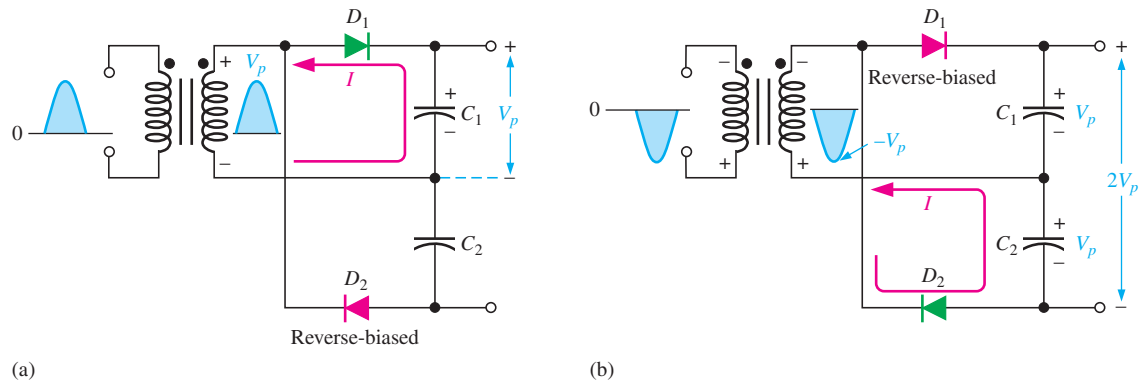 D1
+
Vp
I
+
0
+
C1
Vp
−
−
−
C2
D2
Reverse-biased
(a)
D1
+
−
−
Reverse-biased
+
0
C1
Vp
−
−Vp
+
+
2Vp
I
+
C2
Vp
−
D2
−
(b)